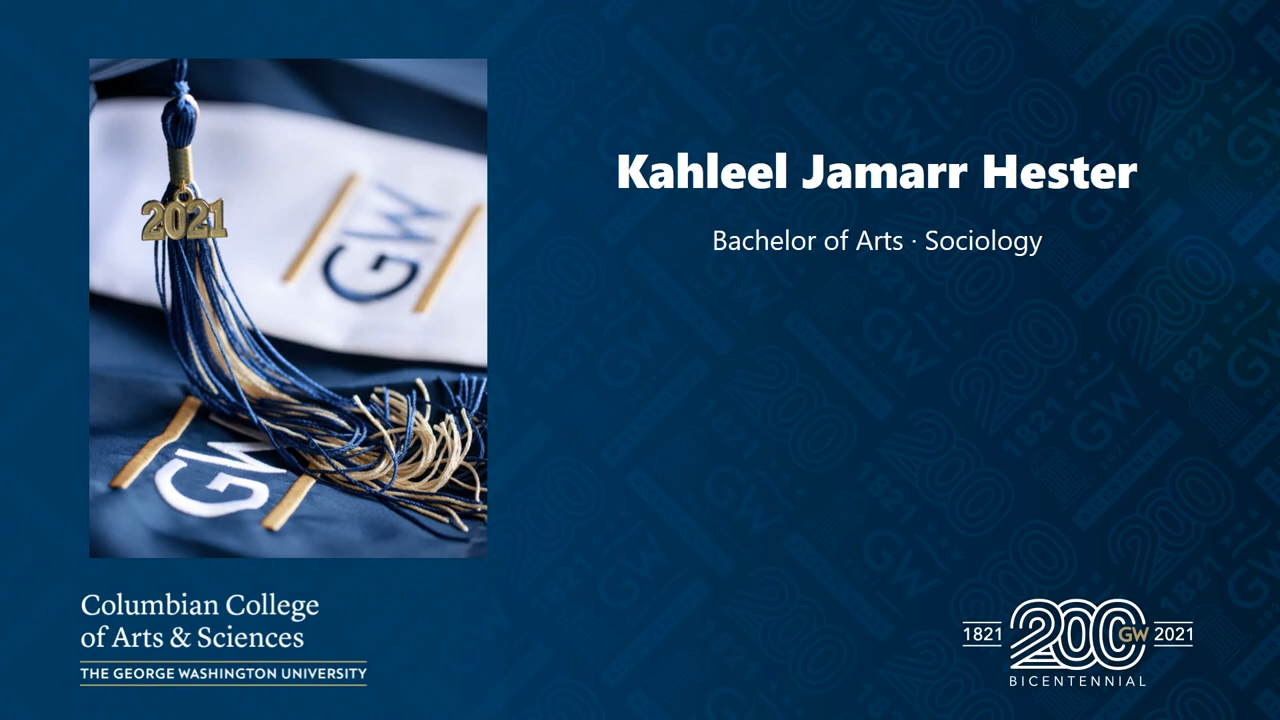 Kahleel Jamarr Hester
Bachelor of Arts · Sociology
2021
GW
GW
Columbian College
of Arts & Sciences
THE GEORGE WASHINGTON UNIVERSITY
1821 200 GW 2021
BICENTENNIAL